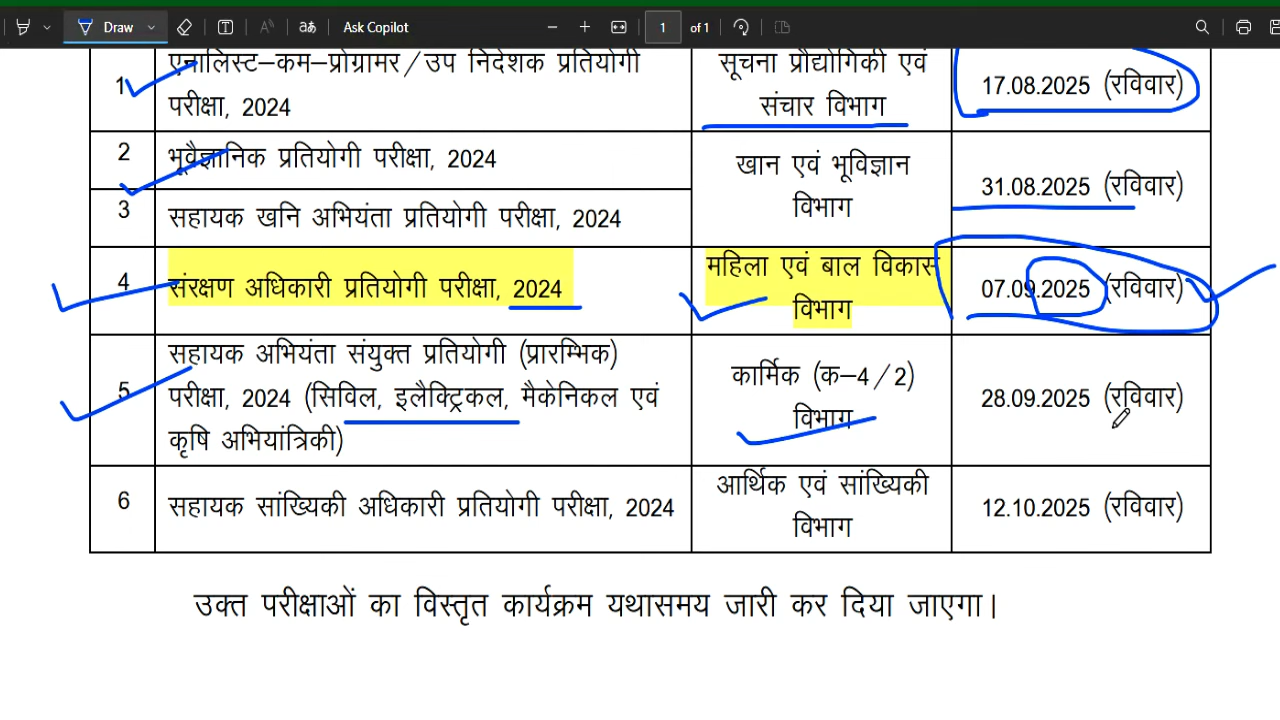 Draw
aあ
Ask Copilot
1 of 1
1 एनालिस्ट–कम–प्रोग्रामर/उप निदेशक प्रतियोगी
परीक्षा, 2024
सूचना प्रौद्योगिकी एवं
संचार विभाग
17.08.2025 (रविवार)
2 भूवैज्ञानिक प्रतियोगी परीक्षा, 2024
3 सहायक खनि अभियंता प्रतियोगी परीक्षा, 2024
खान एवं भूविज्ञान
विभाग
31.08.2025 (रविवार)
4 संरक्षण अधिकारी प्रतियोगी परीक्षा, 2024
महिला एवं बाल विकास
विभाग
07.09.2025 (रविवार)
5 सहायक अभियंता संयुक्त प्रतियोगी (प्रारम्भिक)
परीक्षा, 2024 (सिविल, इलैक्ट्रिकल, मैकेनिकल एवं
कृषि अभियांत्रिकी)
कार्मिक (क–4/2)
विभाग
28.09.2025 (रविवार)
6 सहायक सांख्यिकी अधिकारी प्रतियोगी परीक्षा, 2024
आर्थिक एवं सांख्यिकी
विभाग
12.10.2025 (रविवार)
उक्त परीक्षाओं का विस्तृत कार्यक्रम यथासमय जारी कर दिया जाएगा।